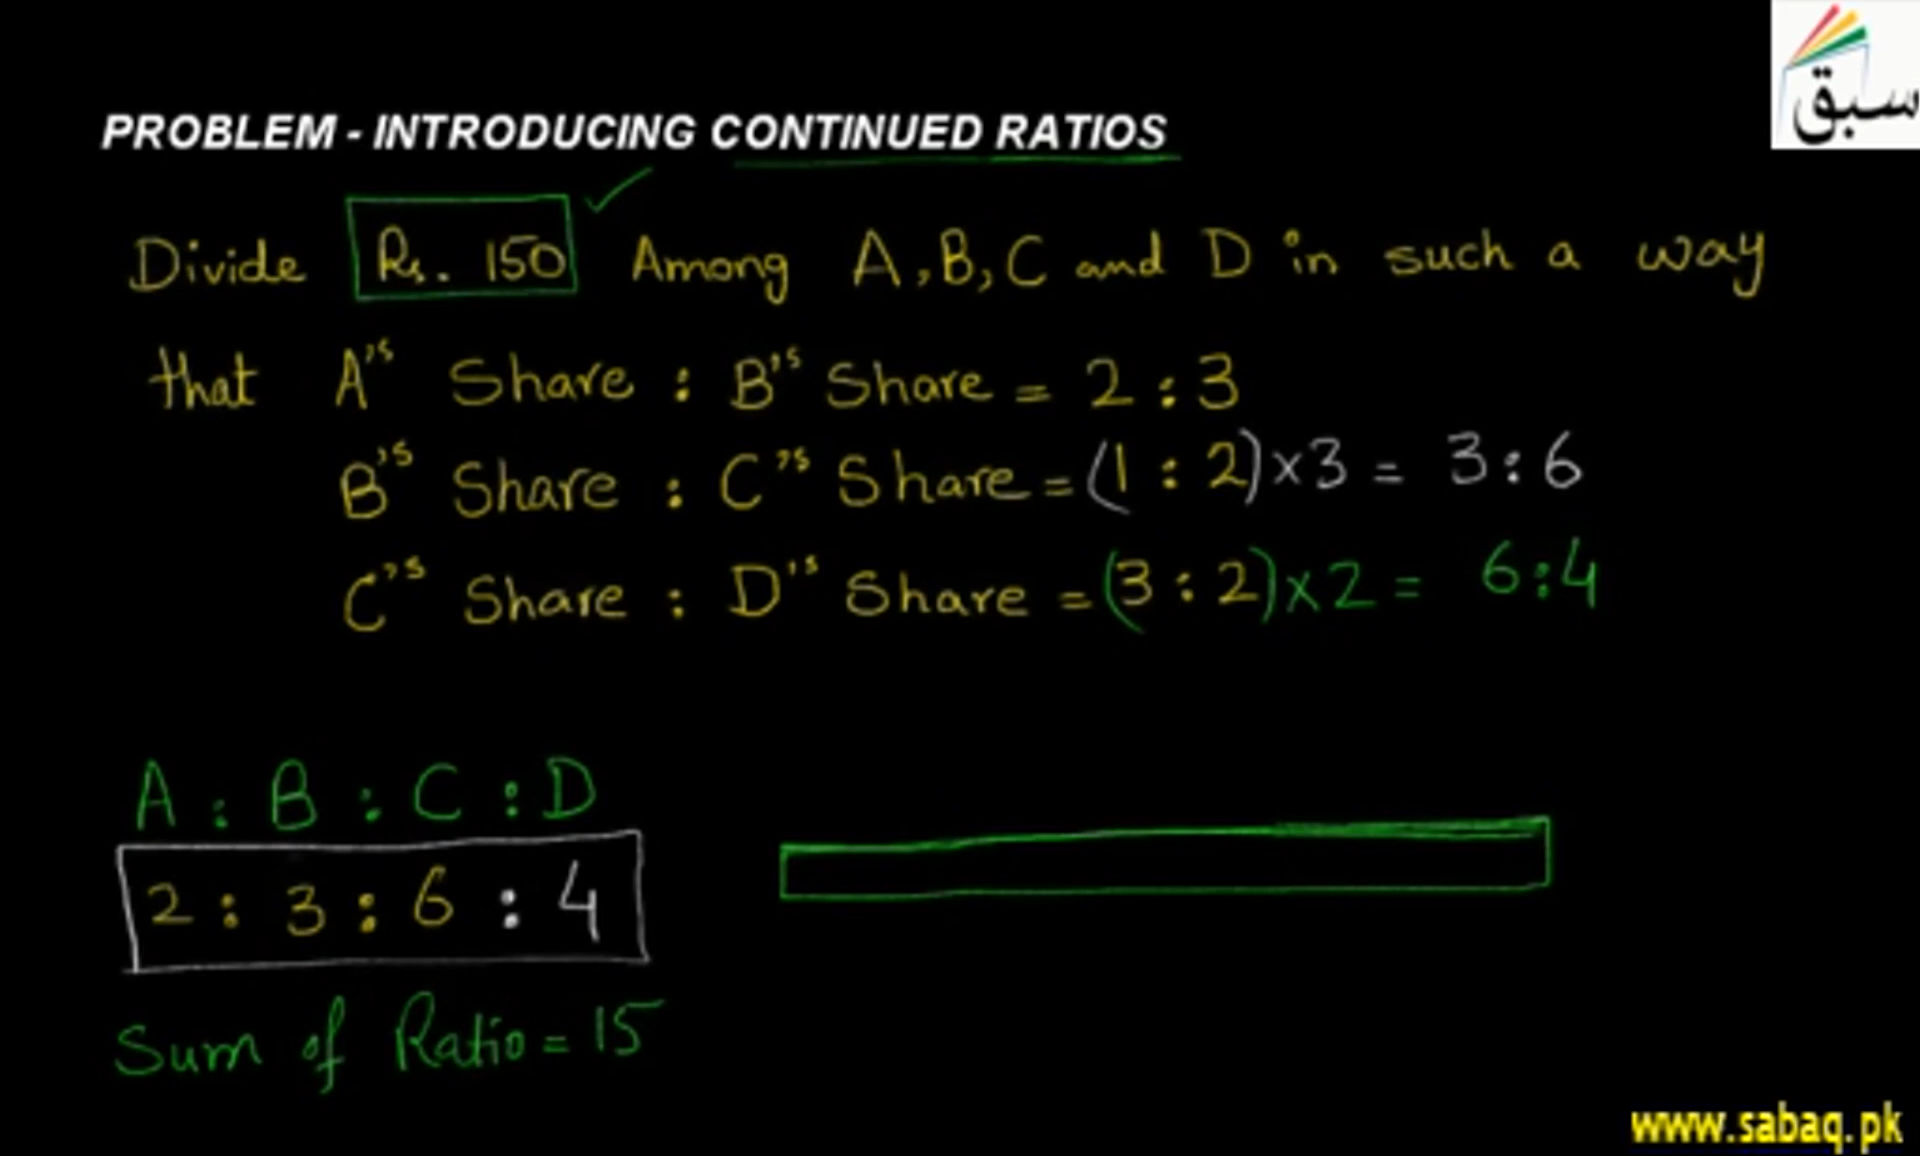 سبق
PROBLEM - INTRODUCING CONTINUED RATIOS
Divide Rs. 150 Among A, B, C and D in such a way
that A's Share : B's Share = 2 : 3
B's Share : C's Share = (1 : 2) × 3 = 3 : 6
C's Share : D's Share = (3 : 2) × 2 = 6 : 4
A : B : C : D
2 : 3 : 6 : 4
Sum of Ratio = 15
www.sabaq.pk